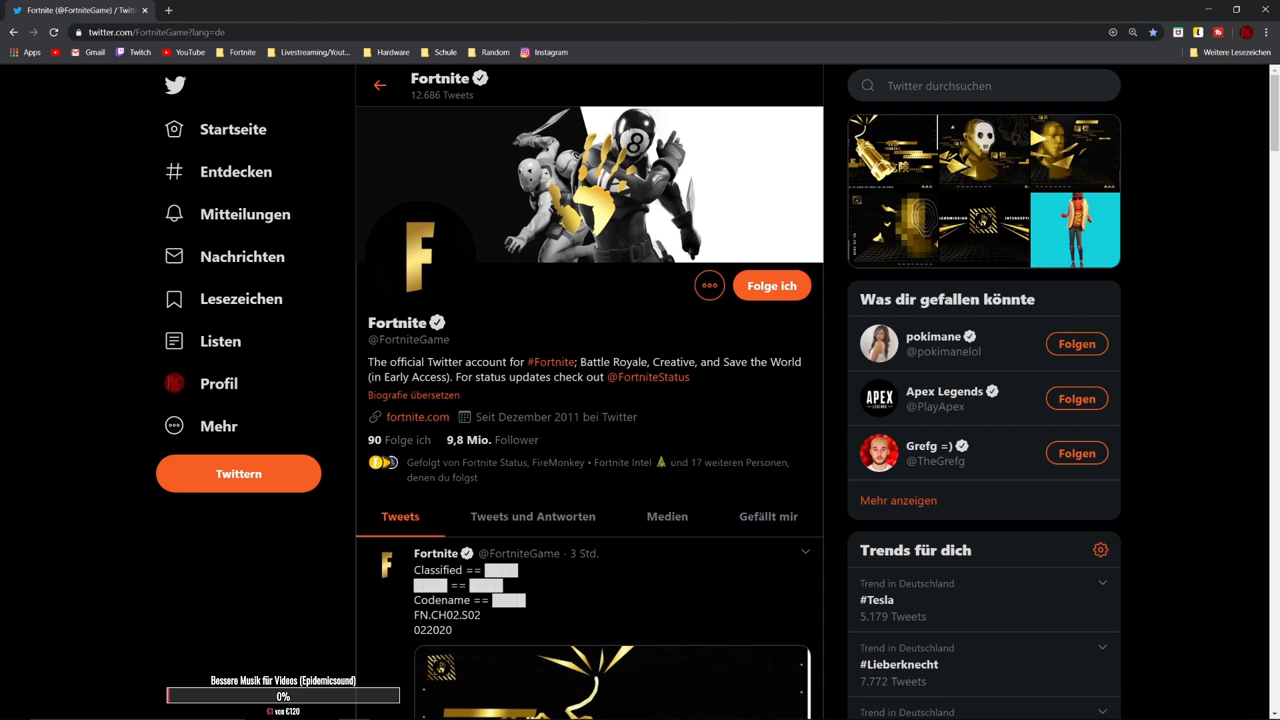 Fortnite (@FortniteGame) / Twitt
twitter.com/FortniteGame?lang=de
Apps
Gmail
Twitch
YouTube
Fortnite
Livestreaming/Yout...
Hardware
Schule
Random
Instagram
Weitere Lesezeichen
Startseite
Entdecken
Mitteilungen
Nachrichten
Lesezeichen
Listen
Profil
Mehr
Twittern
Fortnite
12.686 Tweets
8
F
Folge ich
Fortnite
@FortniteGame
The official Twitter account for #Fortnite; Battle Royale, Creative, and Save the World
(in Early Access). For status updates check out @FortniteStatus
Biografie übersetzen
fortnite.com Seit Dezember 2011 bei Twitter
90 Folge ich 9,8 Mio. Follower
Gefolgt von Fortnite Status, FireMonkey • Fortnite Intel 🎄 und 17 weiteren Personen,
denen du folgst
Tweets
Tweets und Antworten
Medien
Gefällt mir
F
Fortnite @FortniteGame · 3 Std.
Classified == ████
████ == ████
Codename == ████
FN.CH02.S02
022020
Twitter durchsuchen
Was dir gefallen könnte
pokimane
@pokimanelol
Folgen
APEX
Apex Legends
@PlayApex
Folgen
Grefg =)
@TheGrefg
Folgen
Mehr anzeigen
Trends für dich
Trend in Deutschland
#Tesla
5.179 Tweets
Trend in Deutschland
#Lieberknecht
7.772 Tweets
Trend in Deutschland
Bessere Musik für Videos (Epidemicsound)
0%
€1 von €120